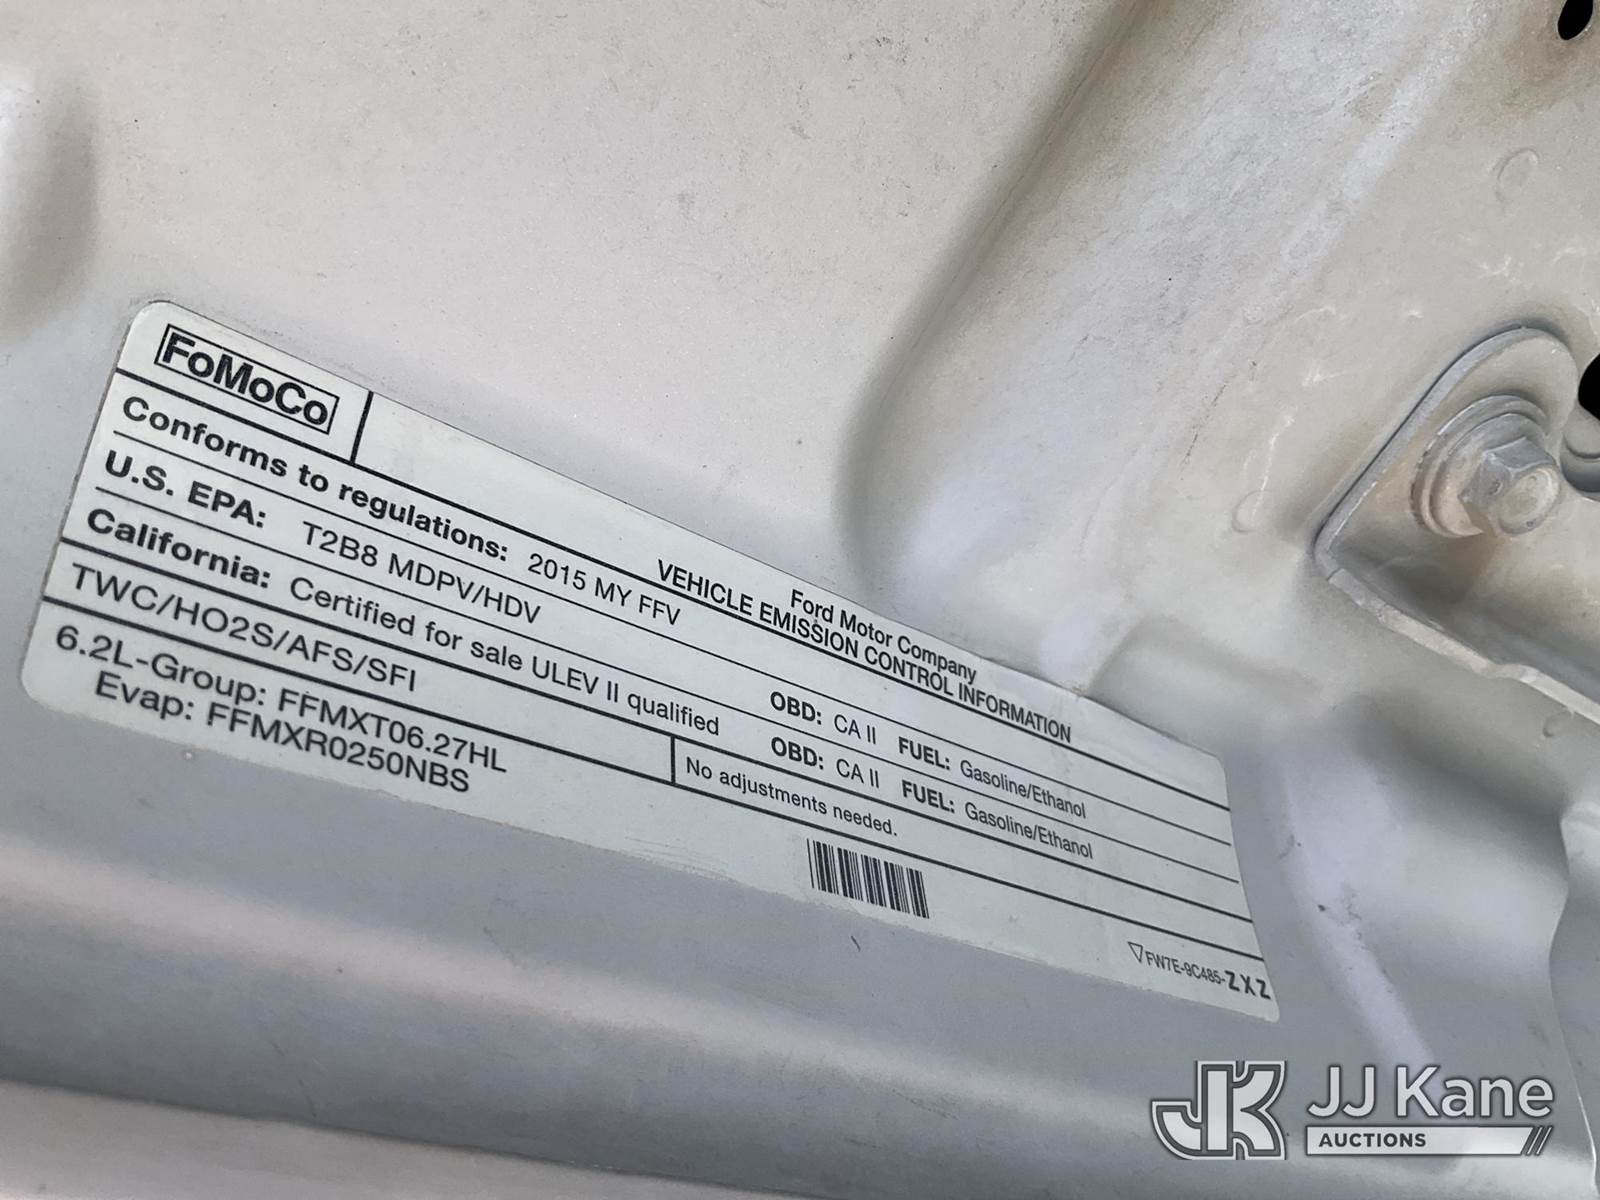 FoMoCo
Ford Motor Company
VEHICLE EMISSION CONTROL INFORMATION
Conforms to regulations: 2015 MY FFV
U.S. EPA: T2B8 MDPV/HDV OBD: CA II FUEL: Gasoline/Ethanol
California: Certified for sale ULEV II qualified OBD: CA II FUEL: Gasoline/Ethanol
TWC/HO2S/AFS/SFI No adjustments needed.
6.2L-Group: FFMXT06.27HL
Evap: FFMXR0250NBS
FW7E-9C485-ZXZ
JK JJ Kane
AUCTIONS